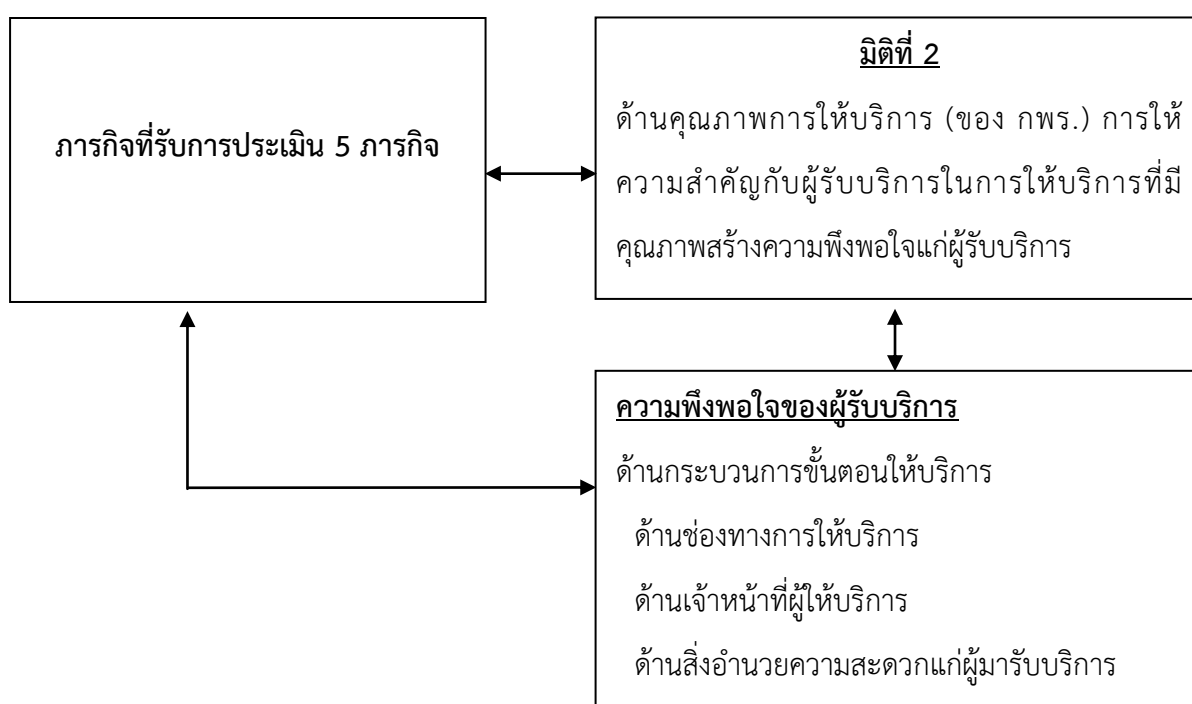 ภารกิจที่รับการประเมิน 5 ภารกิจ
มิติที่ 2
ด้านคุณภาพการให้บริการ (ของ กพร.) การให้
ความสำคัญกับผู้รับบริการในการให้บริการที่มี
คุณภาพสร้างความพึงพอใจแก่ผู้รับบริการ
ความพึงพอใจของผู้รับบริการ
ด้านกระบวนการขั้นตอนให้บริการ
ด้านช่องทางการให้บริการ
ด้านเจ้าหน้าที่ผู้ให้บริการ
ด้านสิ่งอำนวยความสะดวกแก่ผู้มารับบริการ